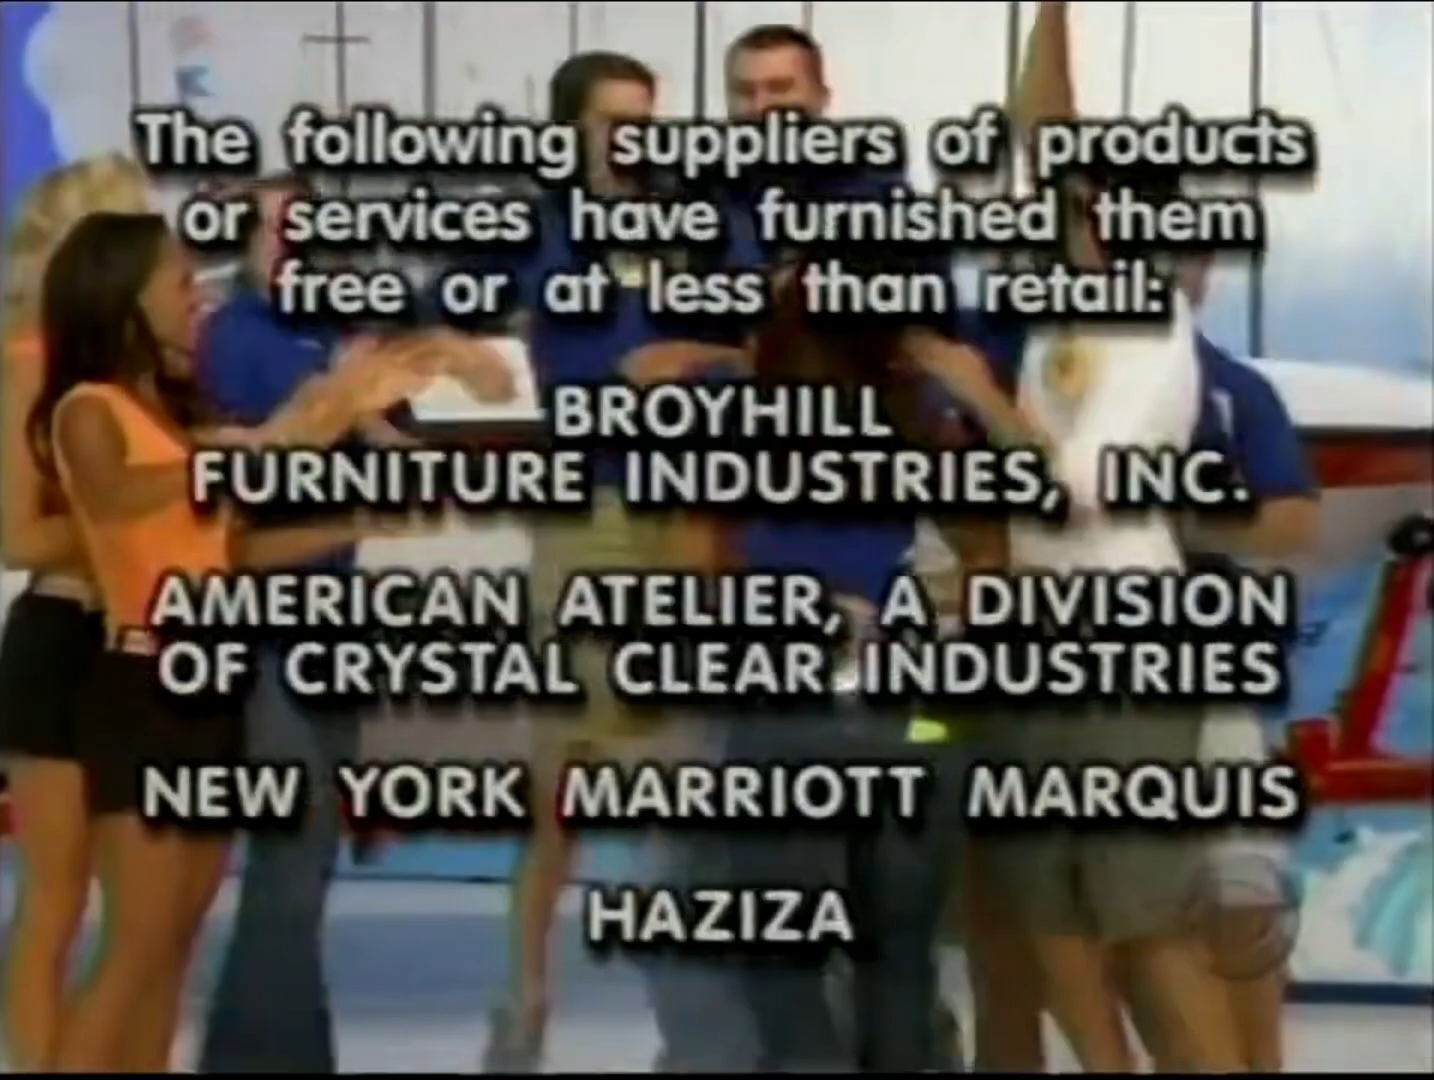 The following suppliers of products
or services have furnished them
free or at less than retail:
BROYHILL
FURNITURE INDUSTRIES, INC.
AMERICAN ATELIER, A DIVISION
OF CRYSTAL CLEAR INDUSTRIES
NEW YORK MARRIOTT MARQUIS
HAZIZA